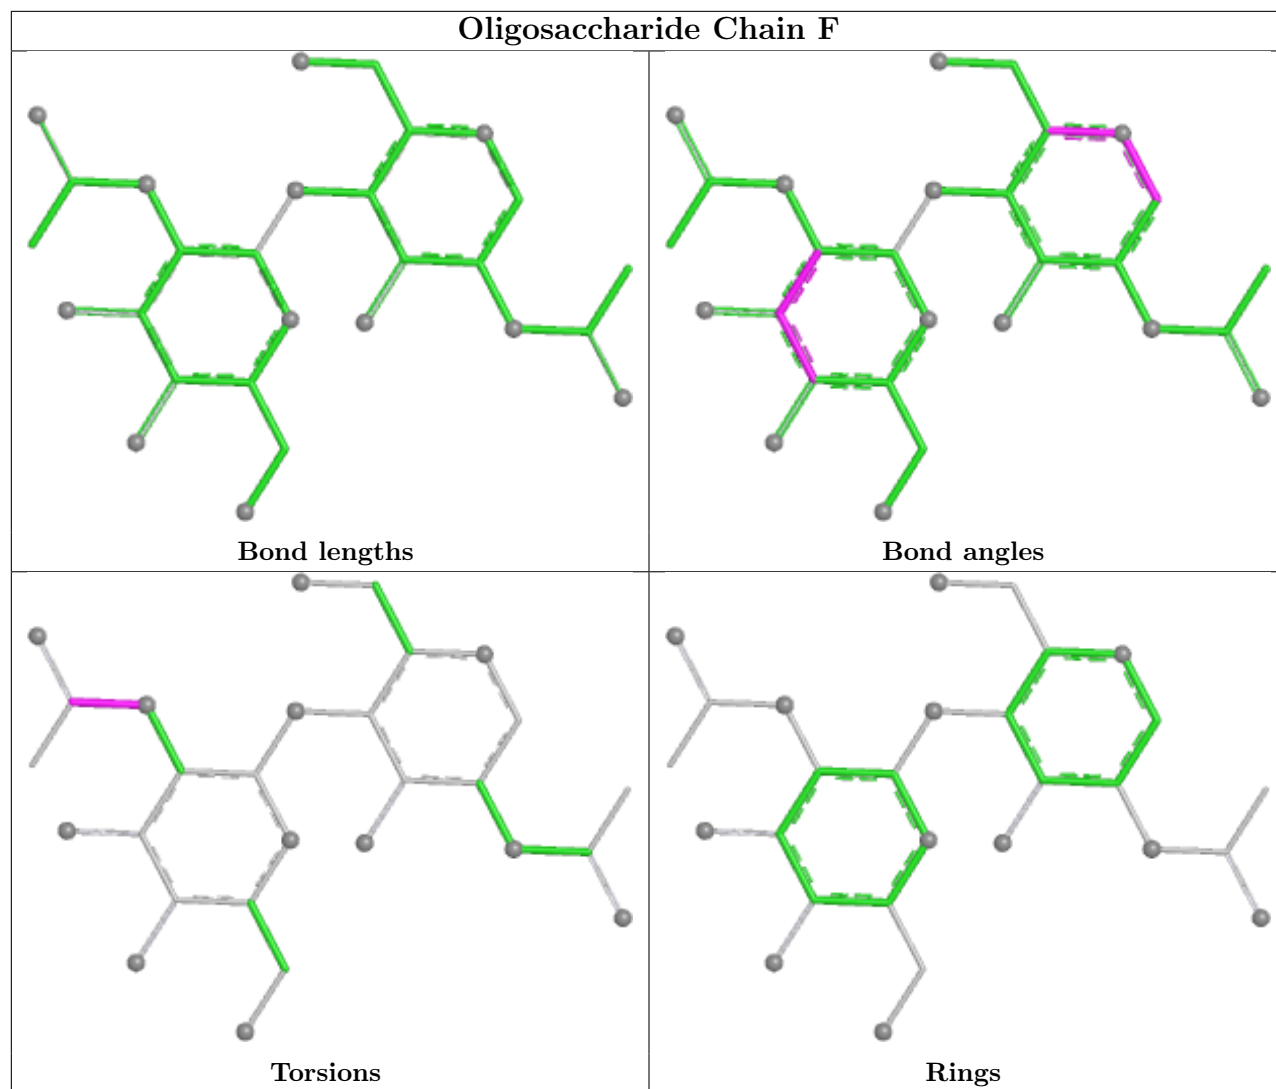 Oligosaccharide Chain F
Bond lengths
Bond angles
Torsions
Rings